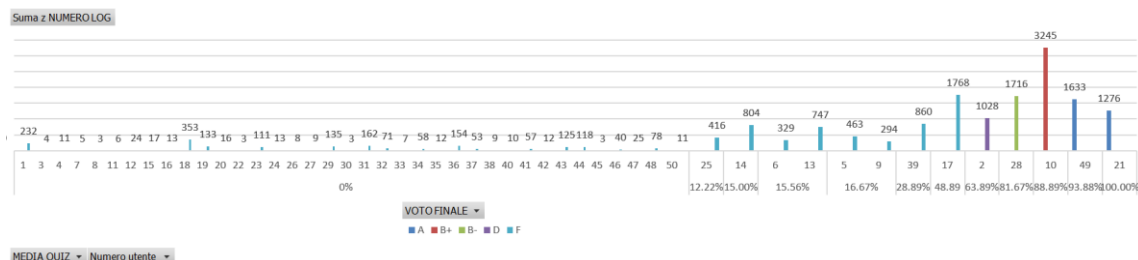 Suma z NUMERO LOG
3245
1768 1716 1633
1276
1028
804 747 860
416 329 463 294
353
232 4 11 5 3 6 24 17 13 133 16 3 111 13 8 9 135 3 162 71 7 58 12 154 53 9 10 57 12 125 118 3 40 25 78 11
1 3 4 7 8 11 12 15 16 18 19 20 22 23 24 26 27 29 30 31 32 33 34 35 36 37 38 40 41 42 43 44 45 46 47 48 50 25 14 6 13 5 9 39 17 2 28 10 49 21
0% 12.22% 15.00% 15.56% 16.67% 28.89% 48.89 63.89% 81.67% 88.89% 93.88% 100.00%
VOTO FINALE
A B+ B- D F
MEDIA QUIZ Numero utente